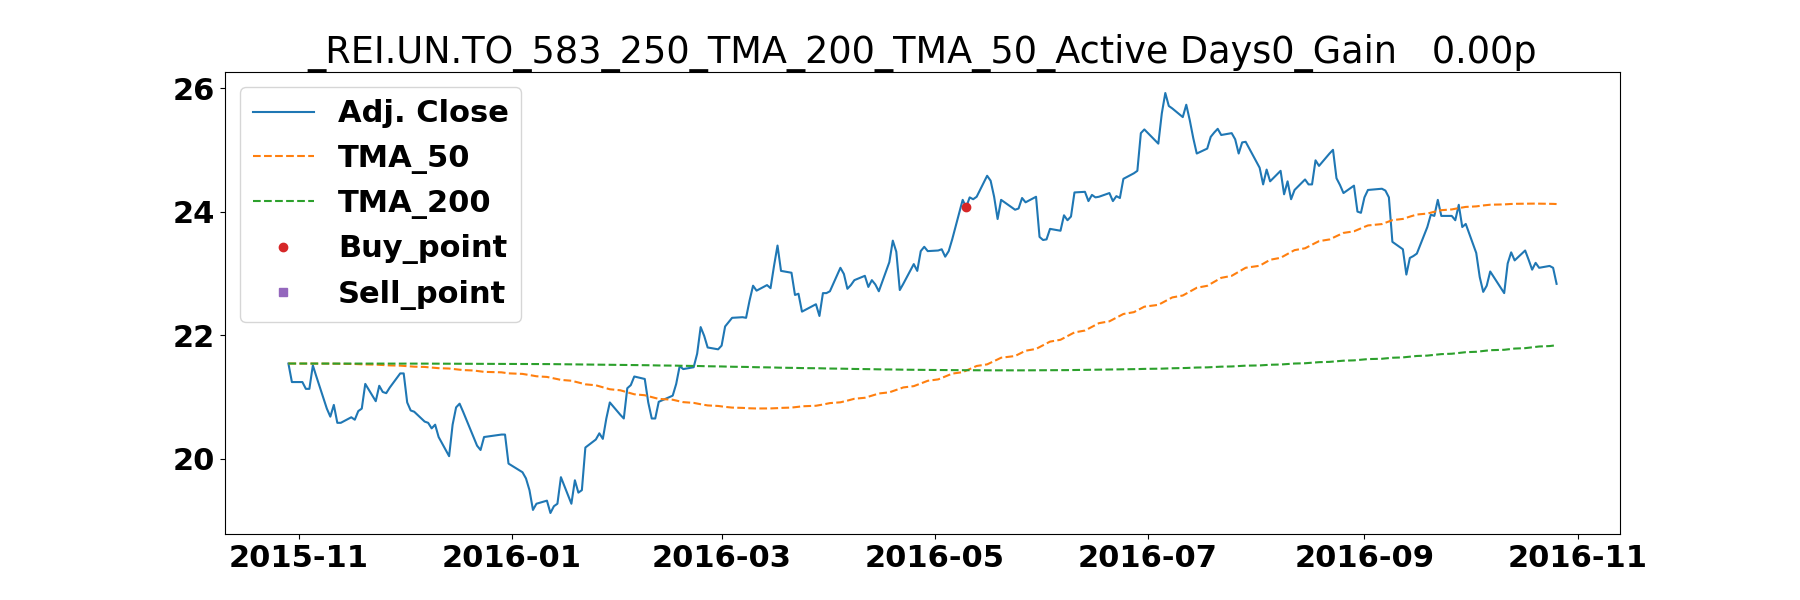 _REI.UN.TO_583_250_TMA_200_TMA_50_Active Days0_Gain   0.00p
26
24
22
20
Adj. Close
TMA_50
TMA_200
Buy_point
Sell_point
2015-11 2016-01 2016-03 2016-05 2016-07 2016-09 2016-11